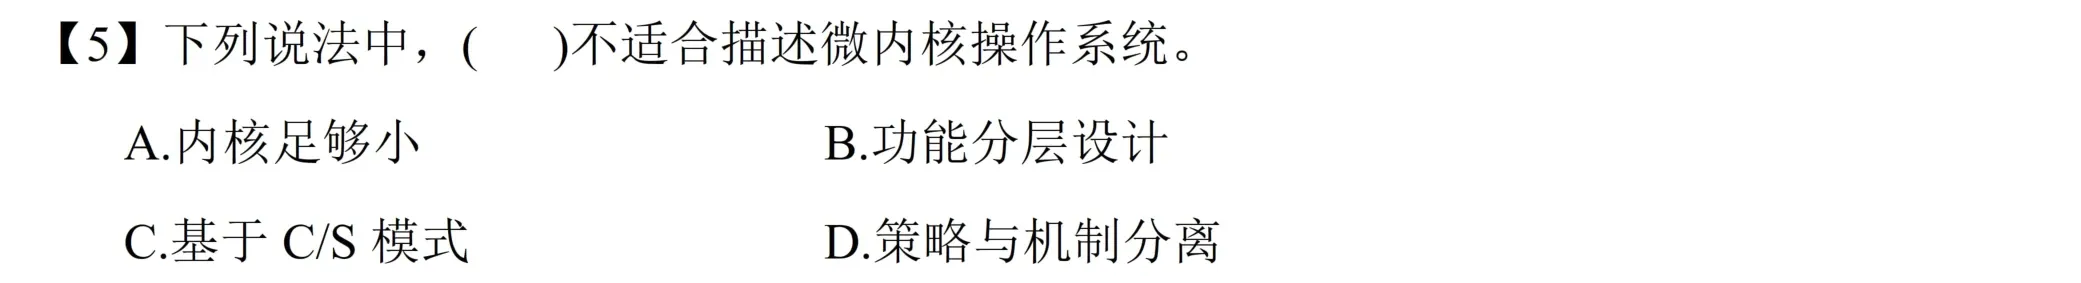 【5】下列说法中，(    )不适合描述微内核操作系统。
A.内核足够小 B.功能分层设计
C.基于 C/S 模式 D.策略与机制分离